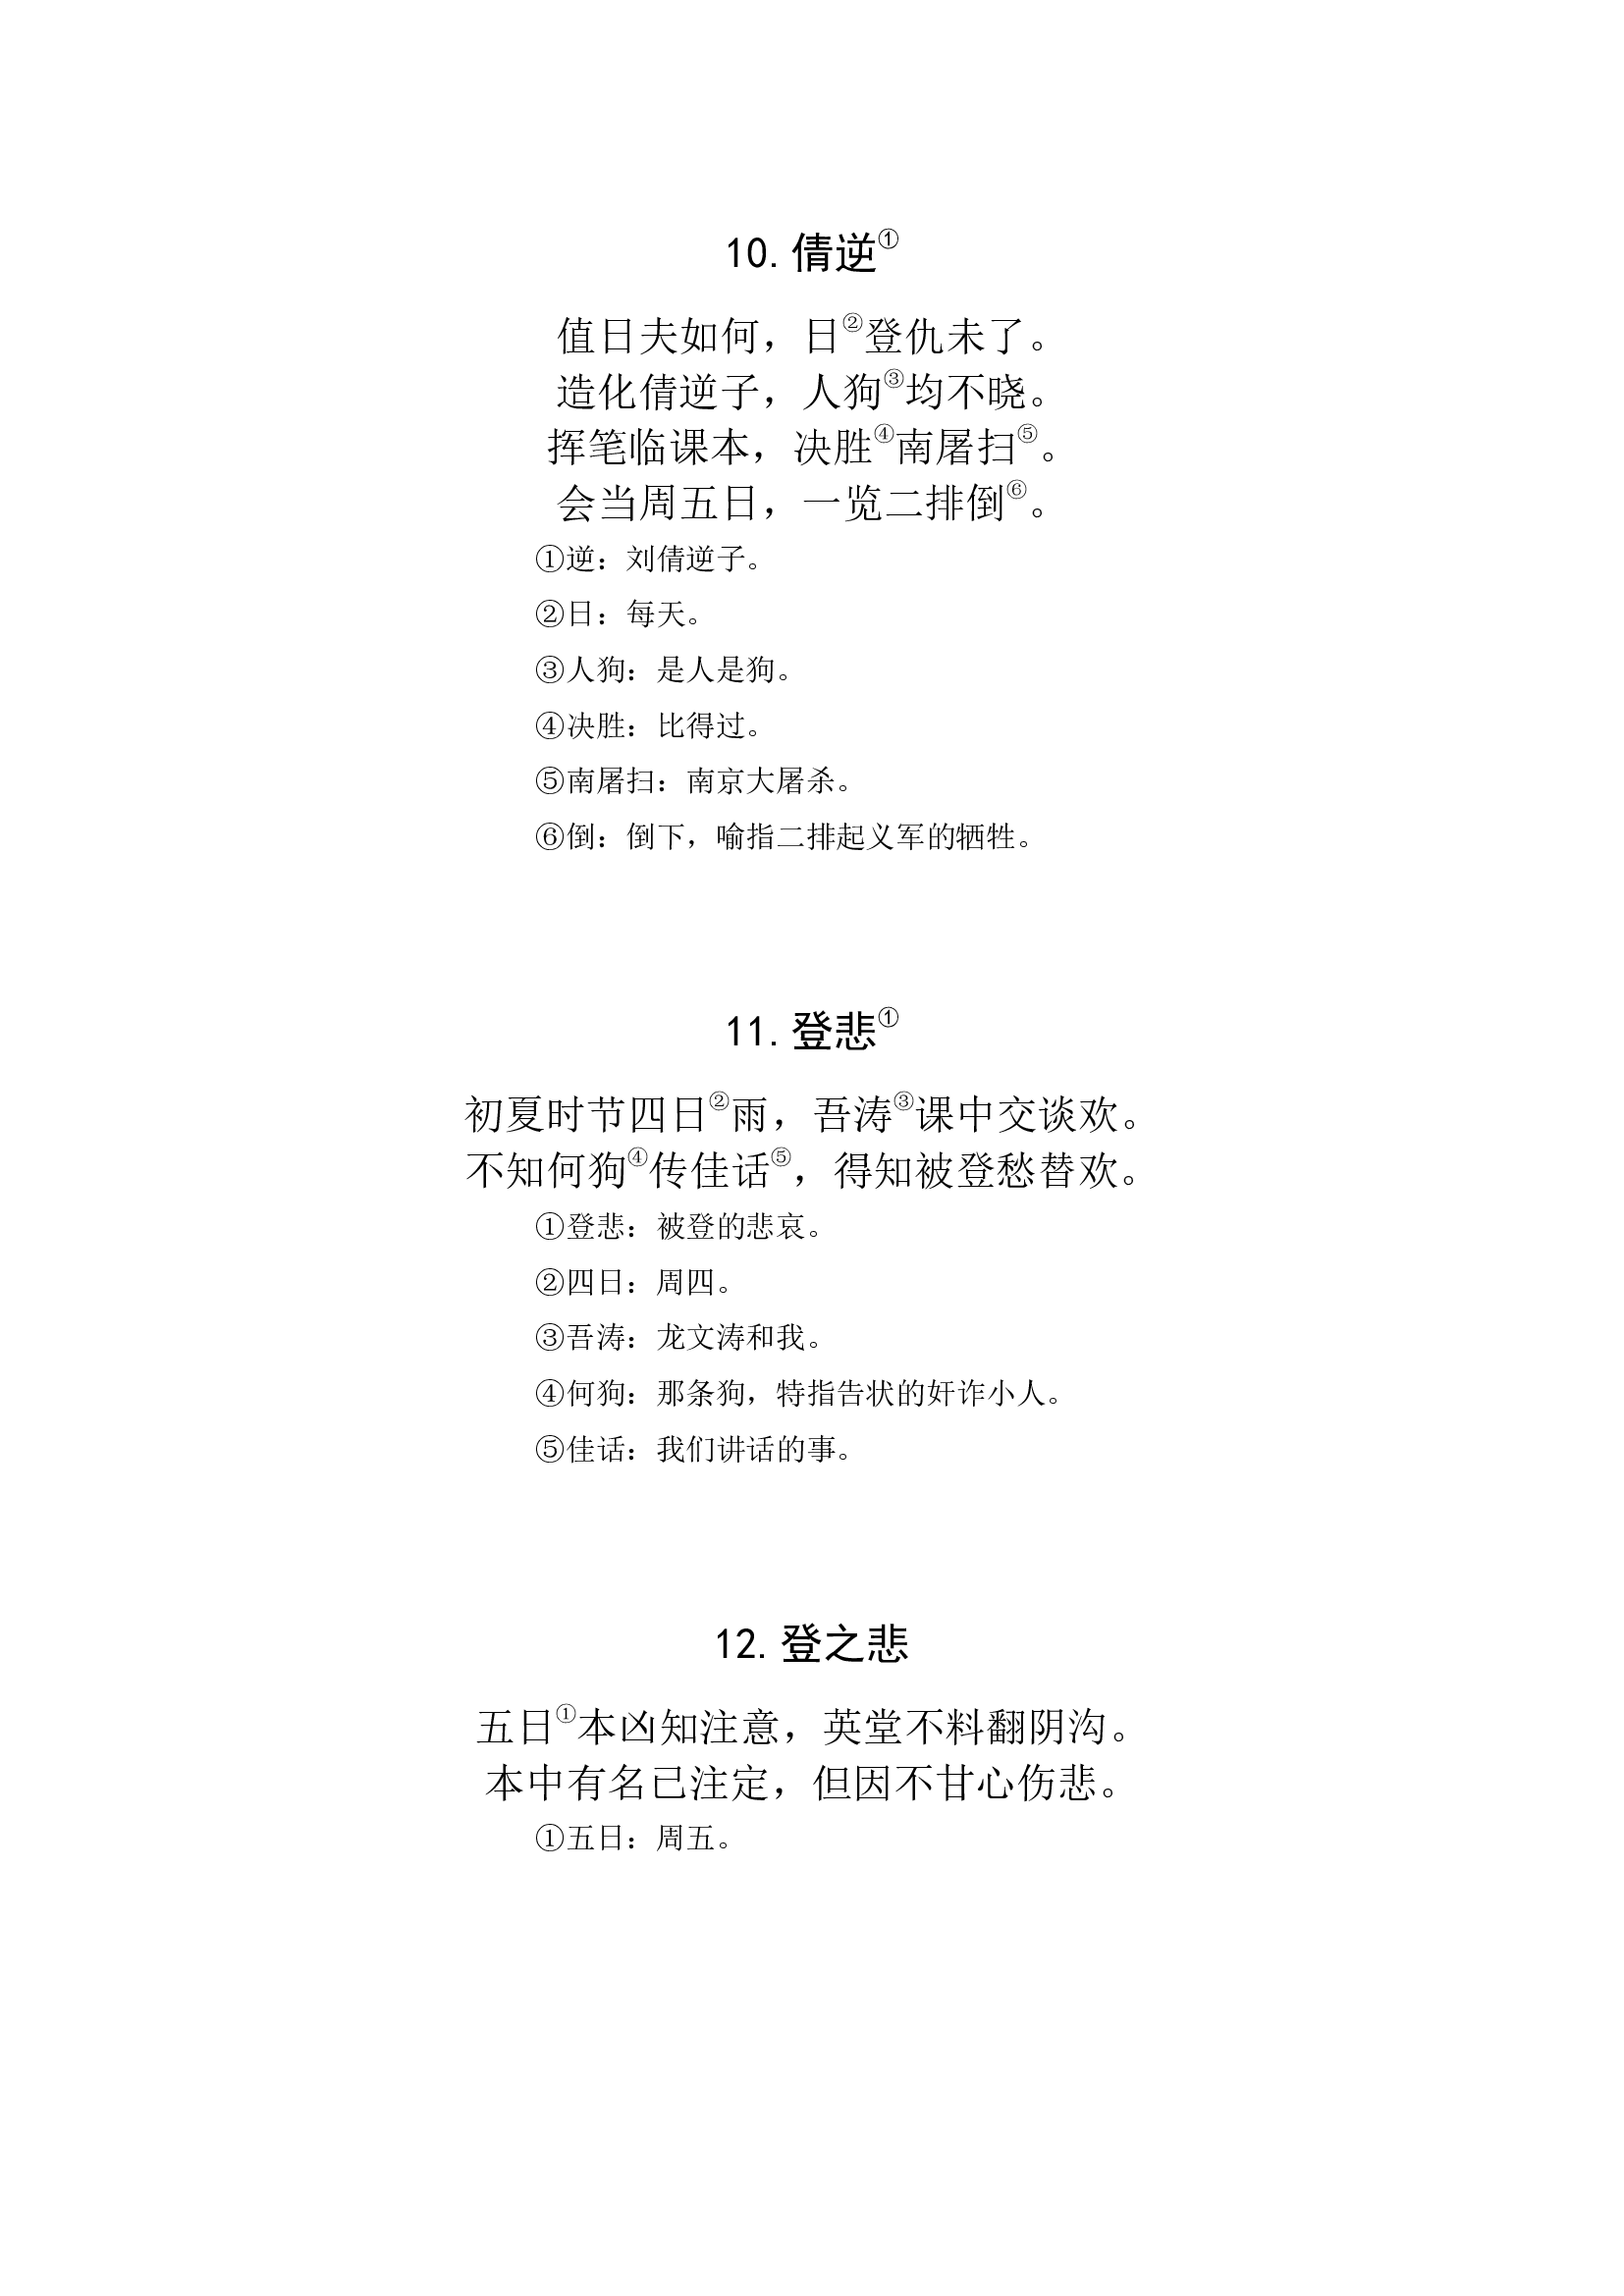 10.倩逆①
值日夫如何，日②登仇未了。
造化倩逆子，人狗③均不晓。
挥笔临课本，决胜④南屠扫⑤。
会当周五日，一览二排倒⑥。
①逆：刘倩逆子。
②日：每天。
③人狗：是人是狗。
④决胜：比得过。
⑤南屠扫：南京大屠杀。
⑥倒：倒下，喻指二排起义军的牺牲。
11.登悲①
初夏时节四日②雨，吾涛③课中交谈欢。
不知何狗④传佳话⑤，得知被登愁替欢。
①登悲：被登的悲哀。
②四日：周四。
③吾涛：龙文涛和我。
④何狗：那条狗，特指告状的奸诈小人。
⑤佳话：我们讲话的事。
12.登之悲
五日①本凶知注意，英堂不料翻阴沟。
本中有名已注定，但因不甘心伤悲。
①五日：周五。